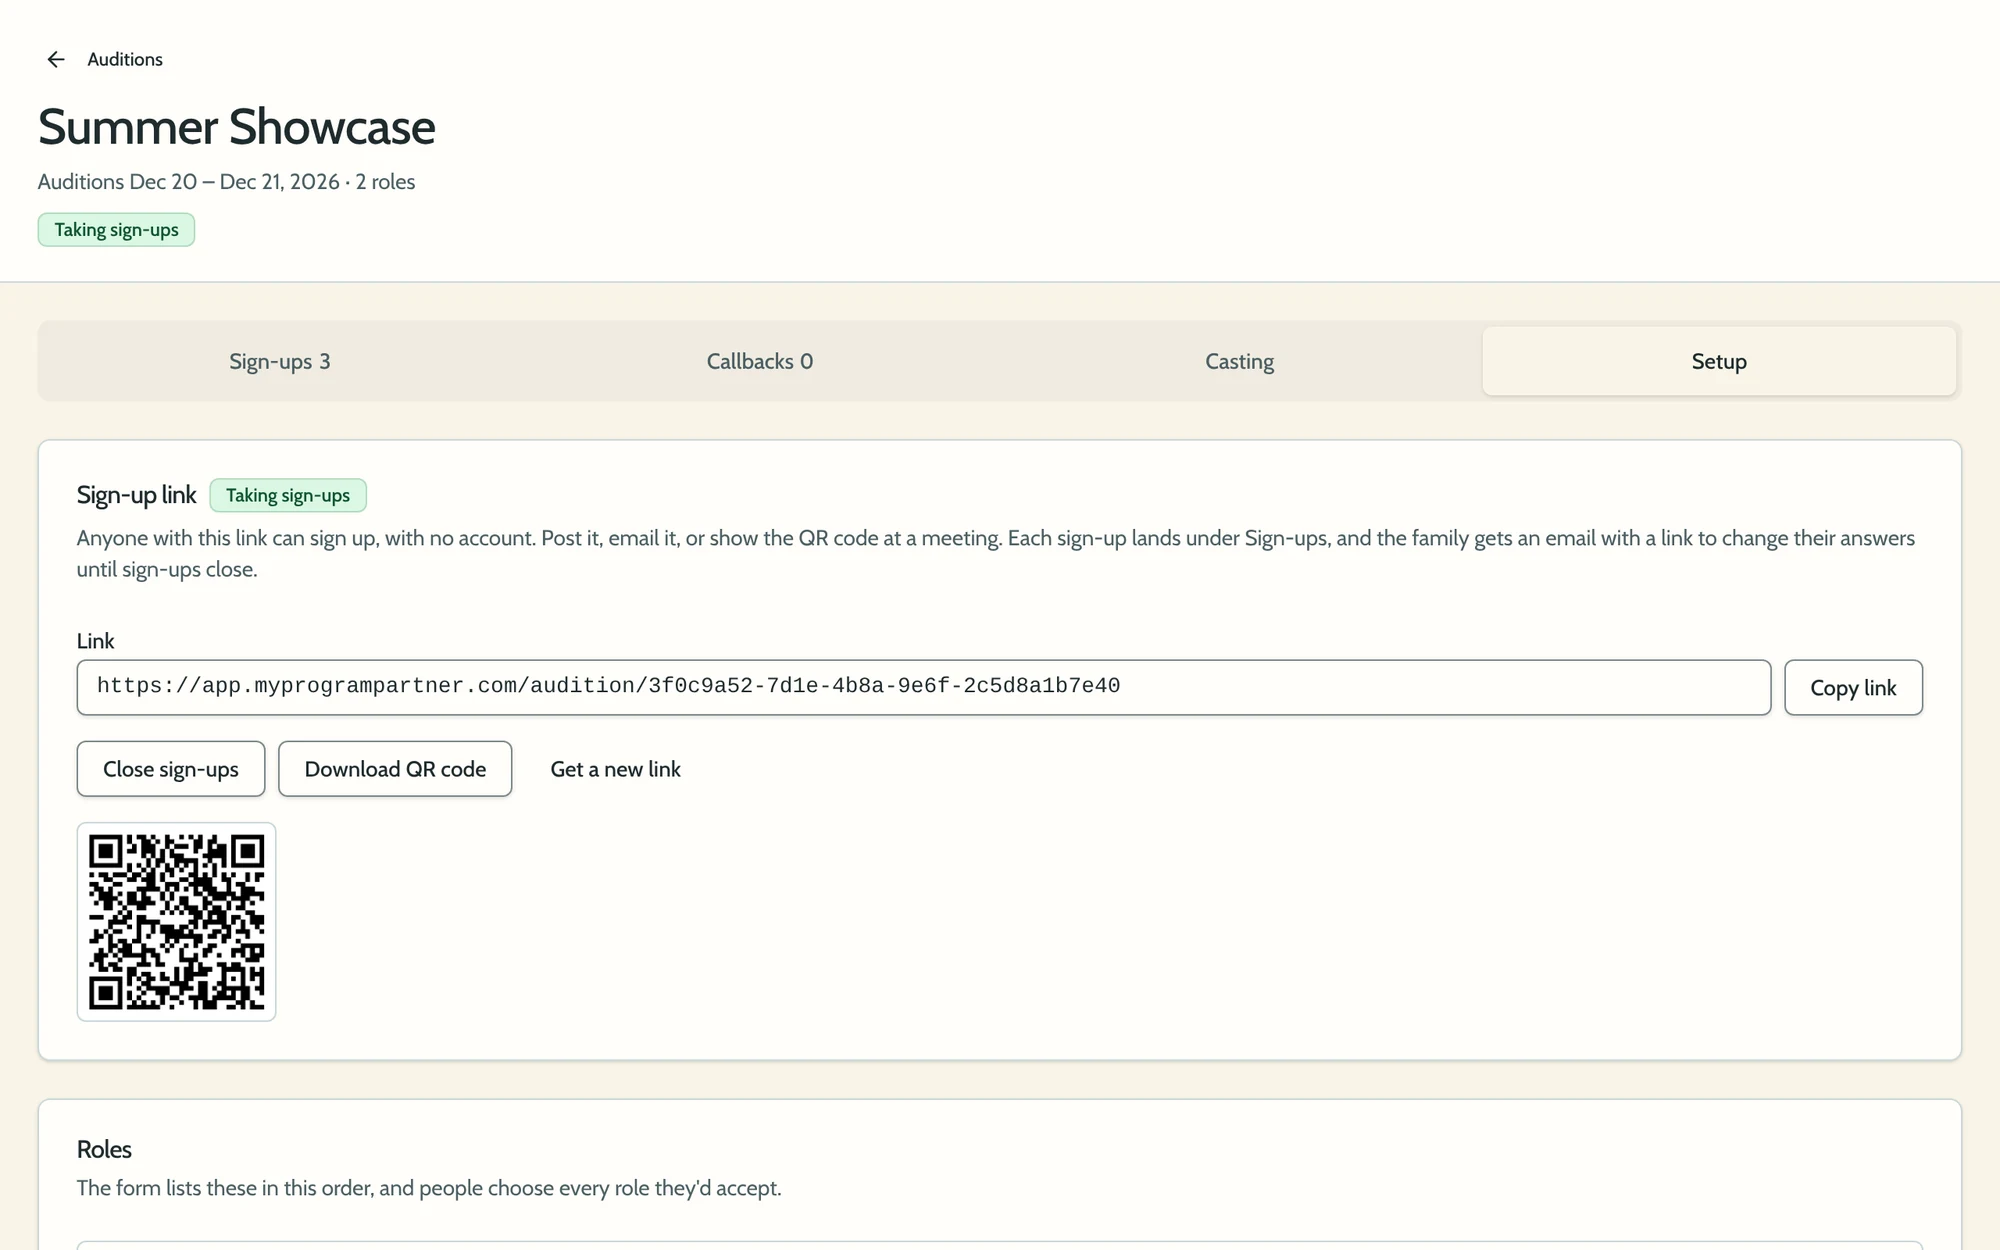 Auditions
Summer Showcase
Auditions Dec 20 – Dec 21, 2026 · 2 roles
Taking sign-ups
Sign-ups 3
Callbacks 0
Casting
Setup
Sign-up link
Taking sign-ups
Anyone with this link can sign up, with no account. Post it, email it, or show the QR code at a meeting. Each sign-up lands under Sign-ups, and the family gets an email with a link to change their answers
until sign-ups close.
Link
https://app.myprogrampartner.com/audition/3f0c9a52-7d1e-4b8a-9e6f-2c5d8a1b7e40
Copy link
Close sign-ups
Download QR code
Get a new link
Roles
The form lists these in this order, and people choose every role they'd accept.